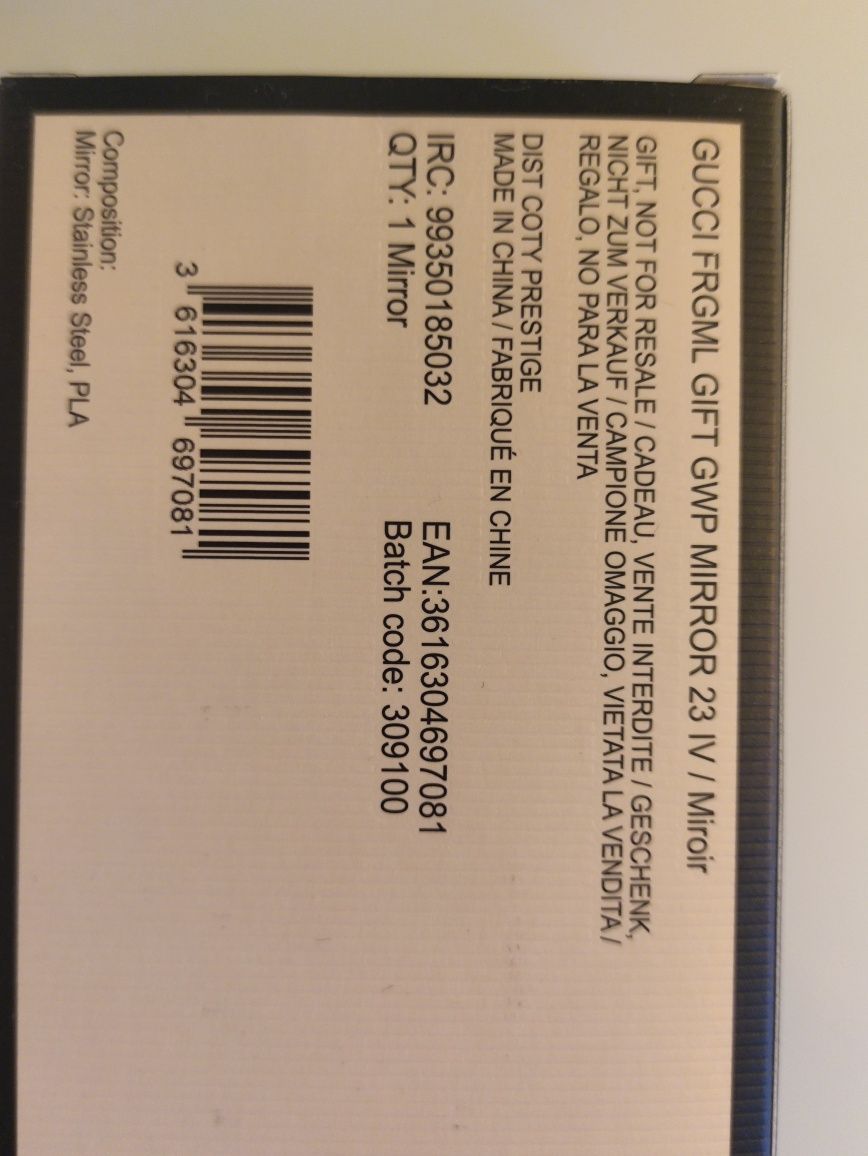 GUCCI FRGML GIFT GWP MIRROR 23 IV / Miroir
GIFT, NOT FOR RESALE / CADEAU, VENTE INTERDITE / GESCHENK,
NICHT ZUM VERKAUF / CAMPIONE OMAGGIO, VIETATA LA VENDITA /
REGALO, NO PARA LA VENTA
DIST COTY PRESTIGE
MADE IN CHINA / FABRIQUÉ EN CHINE
IRC: 99350185032 EAN:3616304697081
QTY: 1 Mirror Batch code: 309100
3 616304 697081
Composition:
Mirror: Stainless Steel, PLA